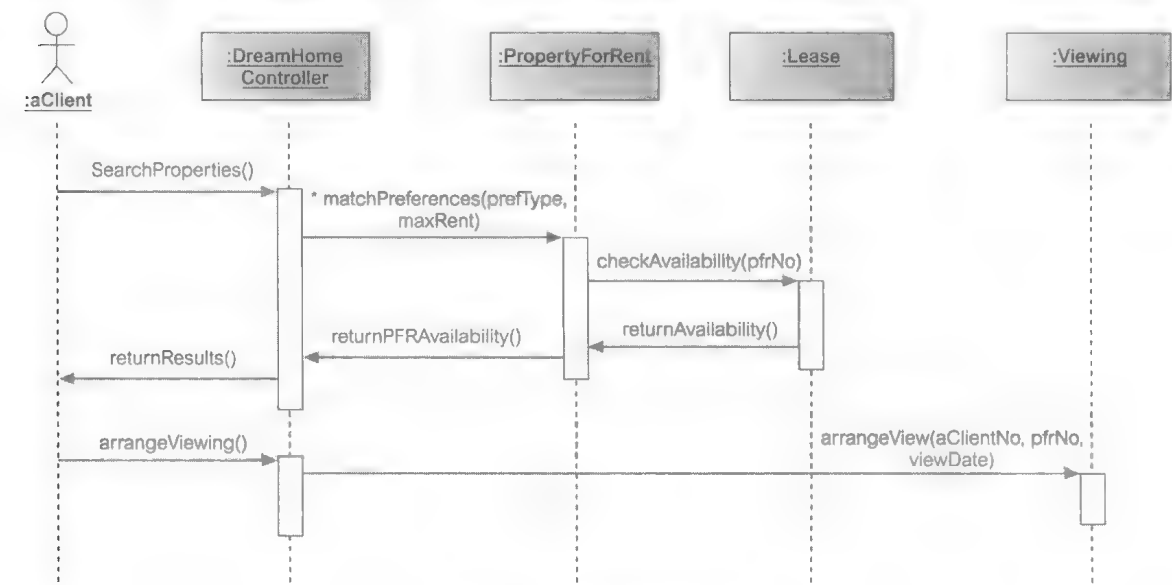 :aClient
:DreamHome
Controller
:PropertyForRent
:Lease
:Viewing
SearchProperties()
* matchPreferences(prefType,
maxRent)
checkAvailability(pfrNo)
returnAvailability()
returnPFRAvailability()
returnResults()
arrangeViewing()
arrangeView(aClientNo, pfrNo,
viewDate)